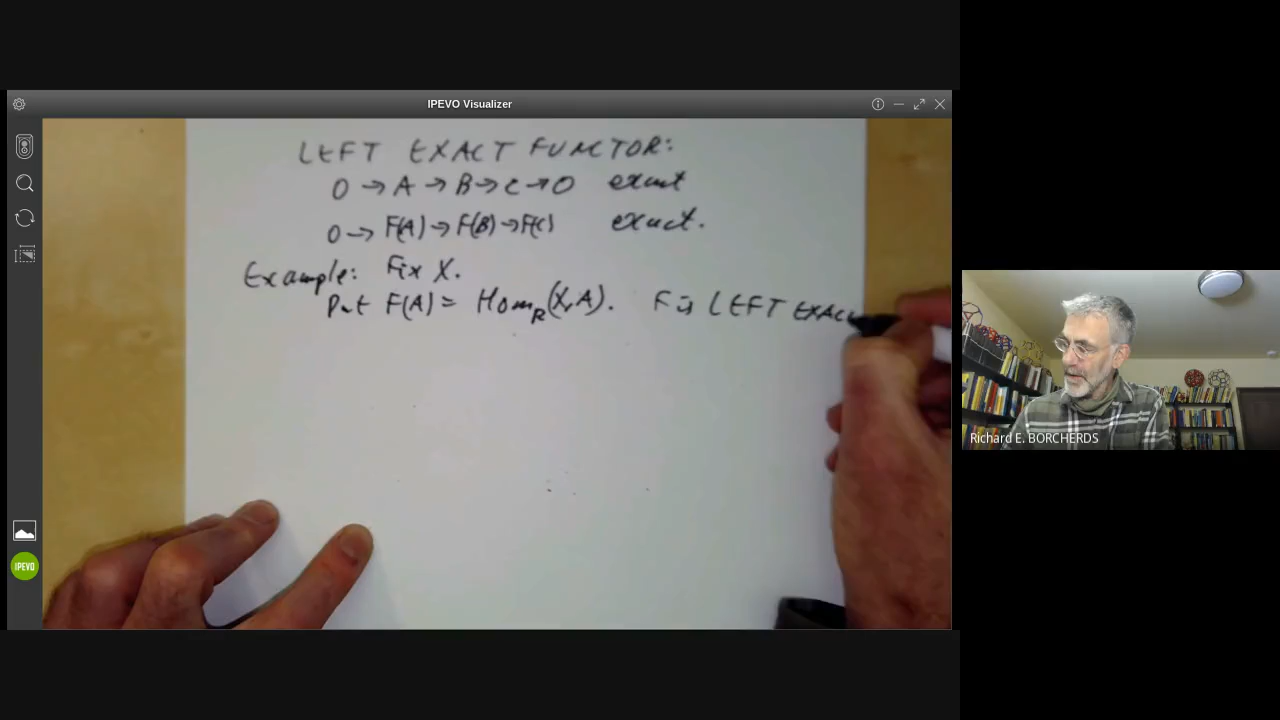 IPEVO Visualizer
LEFT EXACT FUNCTOR:
0 → A → B → C → 0 exact
0 → F(A) → F(B) → F(C) exact.
Example: Fix X.
Put F(A) = Hom_R(X, A). F is LEFT EXAC
IPEVO
Richard E. BORCHERDS